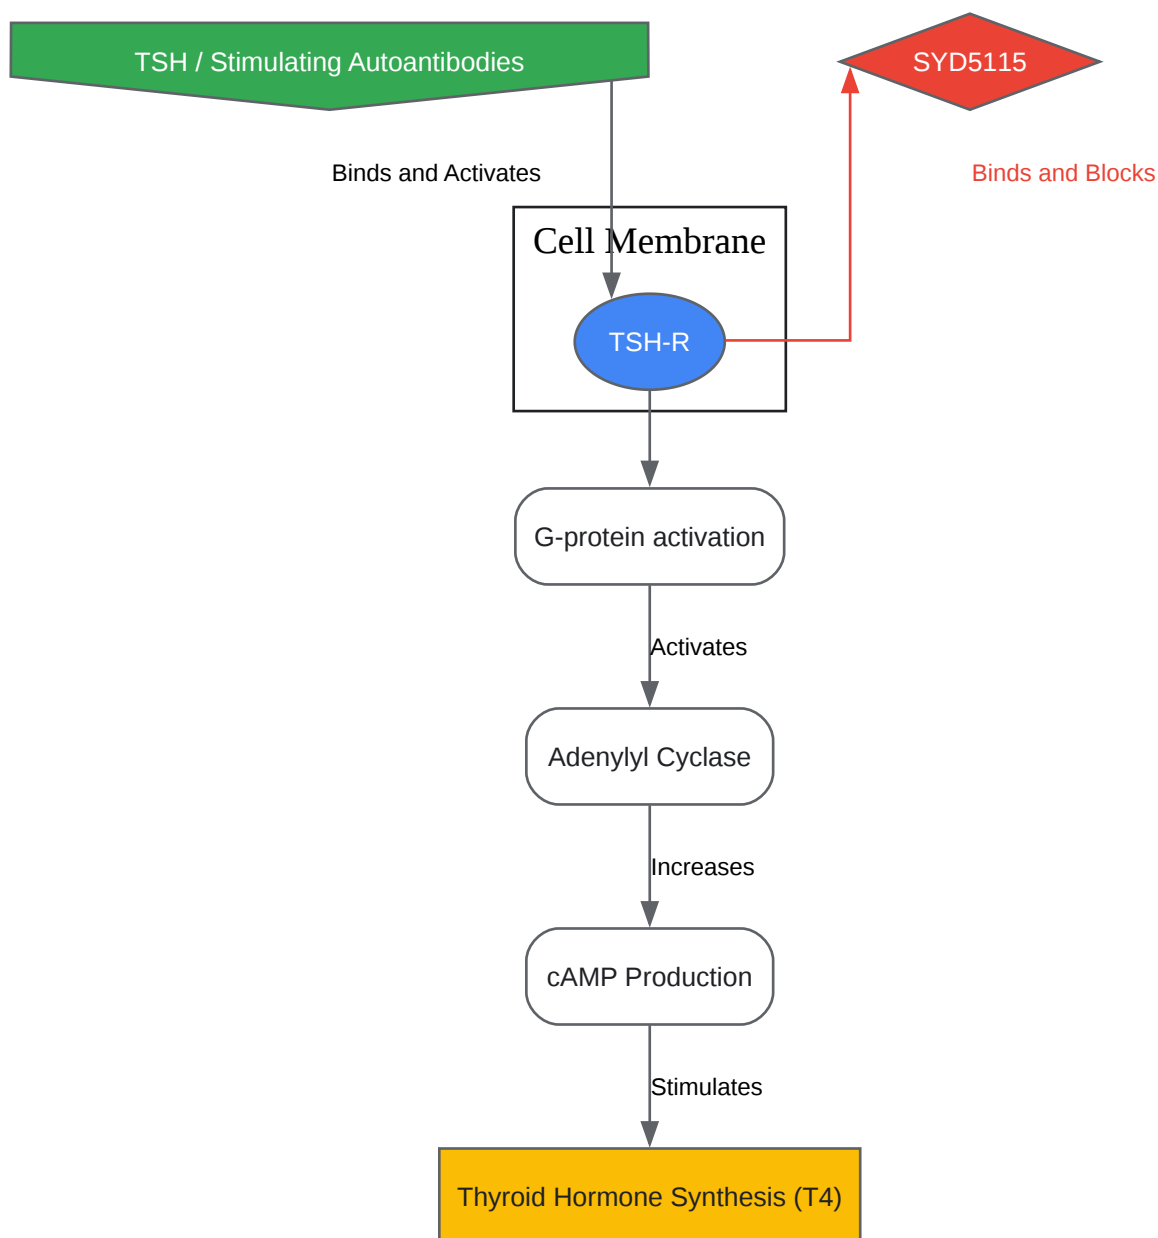 TSH / Stimulating Autoantibodies
SYD5115
Binds and Activates
Binds and Blocks
Cell Membrane
TSH-R
G-protein activation
Activates
Adenylyl Cyclase
Increases
cAMP Production
Stimulates
Thyroid Hormone Synthesis (T4)